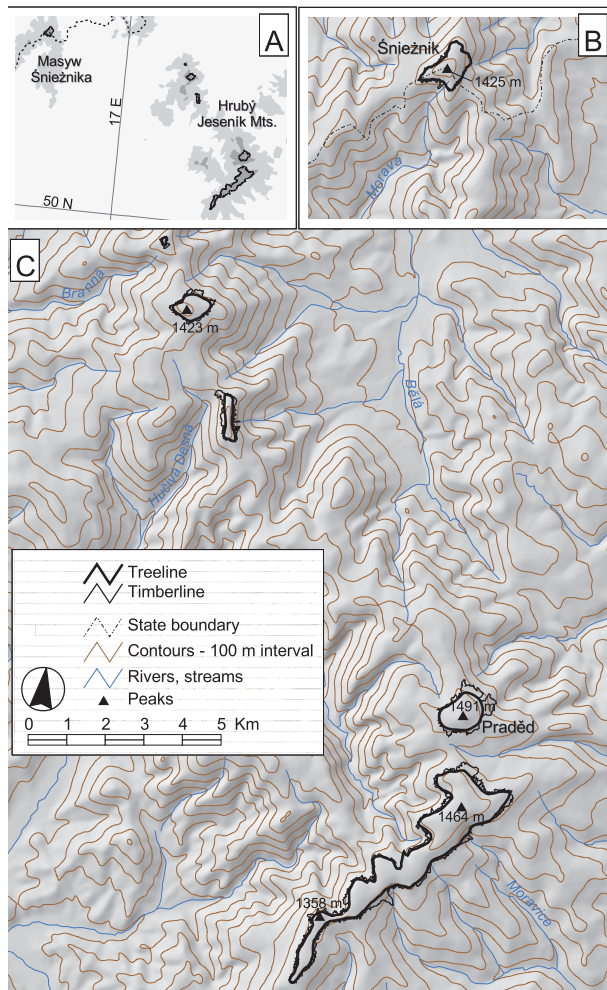 A
Masyw
Śnieżnika
17 E
Hrubý
Jeseník Mts.
50 N
B
Śnieżnik
1425 m
Morava
C
Branná
1423 m
Bělá
Hučivá Desná
Treeline
Timberline
State boundary
Contours - 100 m interval
Rivers, streams
Peaks
0 1 2 3 4 5 Km
1491 m
Praděd
1464 m
1358 m
Moravice